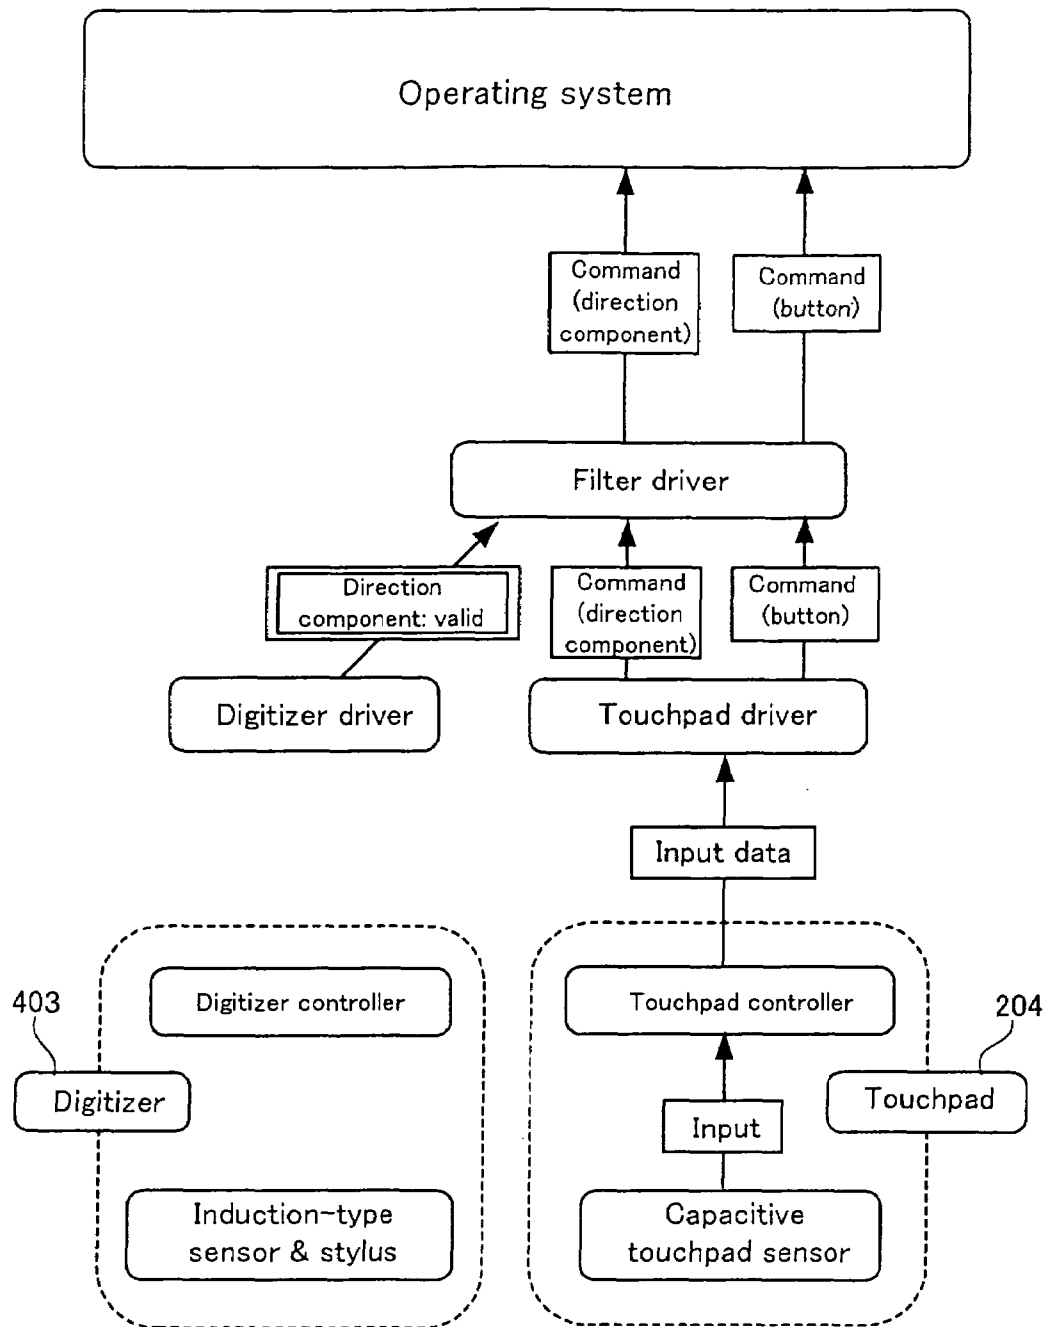 Operating system
Command
(direction
component)
Command
(button)
Filter driver
Direction
component: valid
Command
(direction
component)
Command
(button)
Digitizer driver
Touchpad driver
Input data
Digitizer controller
Touchpad controller
403
204
Digitizer
Touchpad
Input
Induction-type
sensor & stylus
Capacitive
touchpad sensor